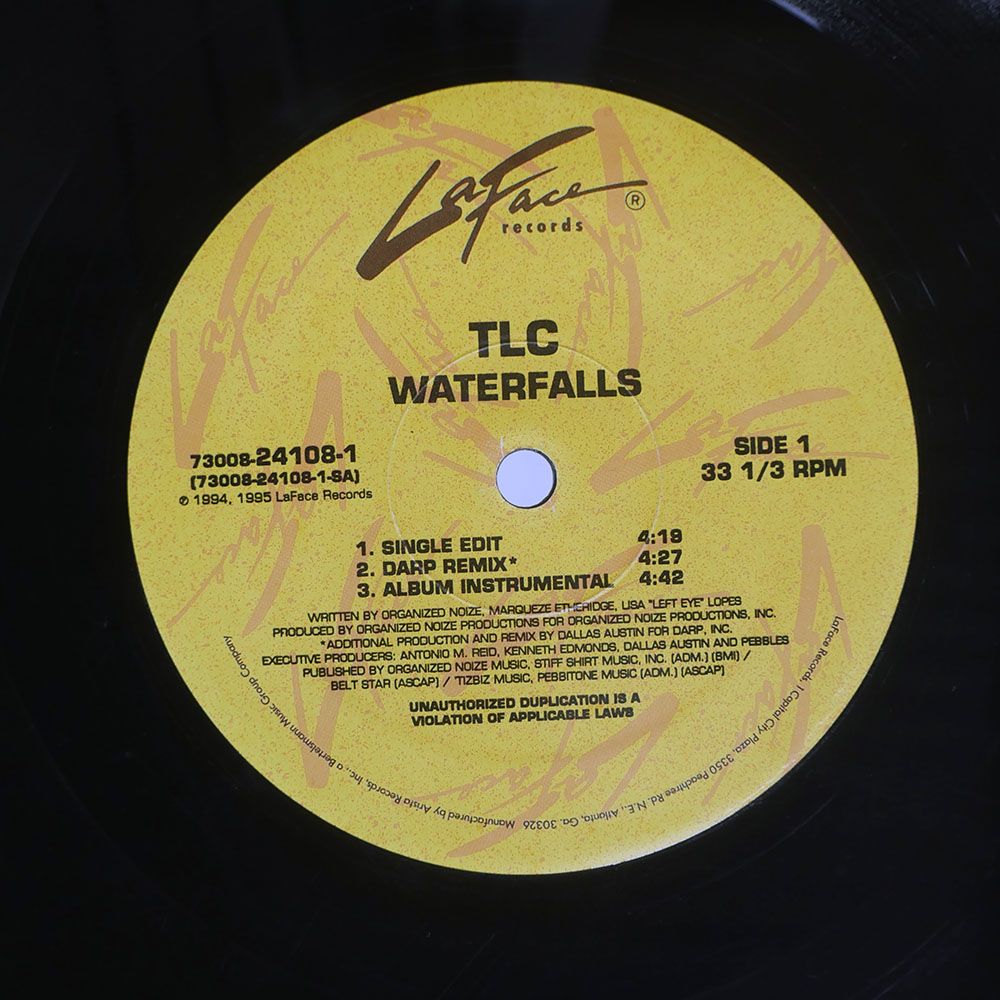 LaFace
records ®
TLC
WATERFALLS
73008-24108-1
(73008-24108-1-SA)
℗ 1994, 1995 LaFace Records
SIDE 1
33 1/3 RPM
1. SINGLE EDIT 4:19
2. DARP REMIX* 4:27
3. ALBUM INSTRUMENTAL 4:42
WRITTEN BY ORGANIZED NOIZE, MARQUEZE ETHERIDGE, LISA "LEFT EYE" LOPES
PRODUCED BY ORGANIZED NOIZE PRODUCTIONS FOR ORGANIZED NOIZE PRODUCTIONS, INC.
*ADDITIONAL PRODUCTION AND REMIX BY DALLAS AUSTIN FOR DARP, INC.
EXECUTIVE PRODUCERS: ANTONIO M. REID, KENNETH EDMONDS, DALLAS AUSTIN AND PEBBLES
PUBLISHED BY ORGANIZED NOIZE MUSIC, STIFF SHIRT MUSIC, INC. (ADM.) (BMI) /
BELT STAR (ASCAP) / TIZBIZ MUSIC, PEBBITONE MUSIC (ADM.) (ASCAP)
UNAUTHORIZED DUPLICATION IS A
VIOLATION OF APPLICABLE LAWS
LaFace Records, 1 Capital City Plaza, 3350 Peachtree Rd. N.E., Atlanta, Ga. 30326 Manufactured by Arista Records, Inc., a Bertelsmann Music Group Company